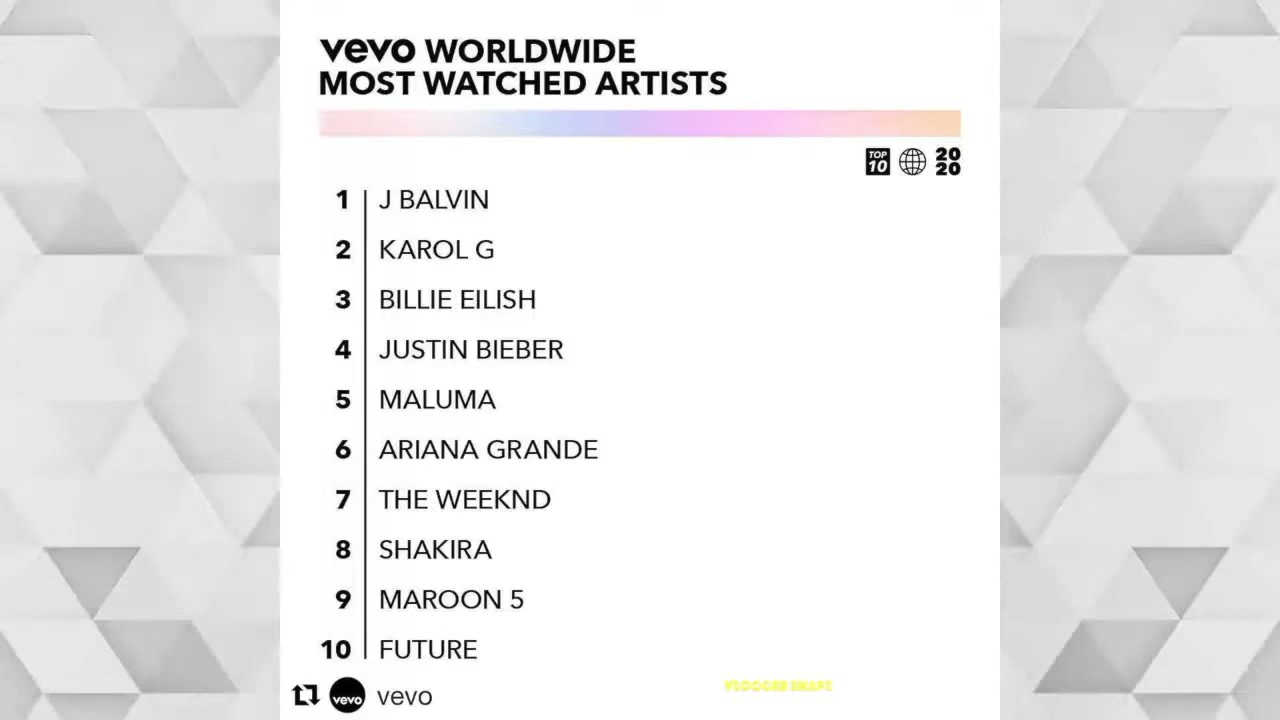 vevo WORLDWIDE
MOST WATCHED ARTISTS
TOP 10 2020
1 J BALVIN
2 KAROL G
3 BILLIE EILISH
4 JUSTIN BIEBER
5 MALUMA
6 ARIANA GRANDE
7 THE WEEKND
8 SHAKIRA
9 MAROON 5
10 FUTURE
vevo vevo